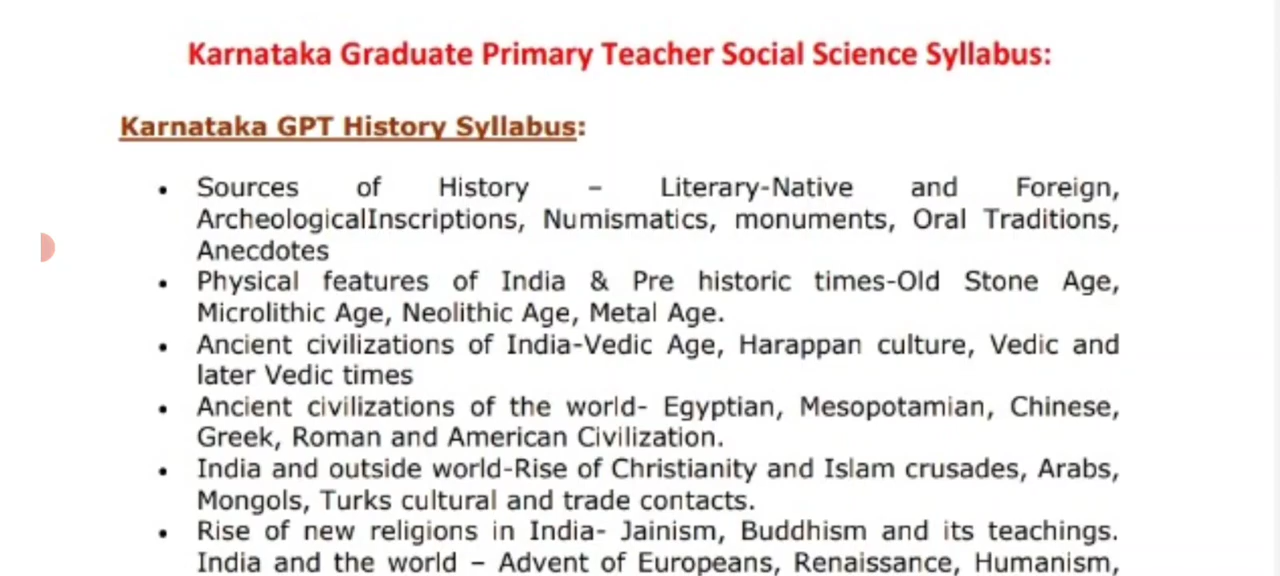 Karnataka Graduate Primary Teacher Social Science Syllabus:
Karnataka GPT History Syllabus:
• Sources of History – Literary-Native and Foreign,
ArcheologicalInscriptions, Numismatics, monuments, Oral Traditions,
Anecdotes
• Physical features of India & Pre historic times-Old Stone Age,
Microlithic Age, Neolithic Age, Metal Age.
• Ancient civilizations of India-Vedic Age, Harappan culture, Vedic and
later Vedic times
• Ancient civilizations of the world- Egyptian, Mesopotamian, Chinese,
Greek, Roman and American Civilization.
• India and outside world-Rise of Christianity and Islam crusades, Arabs,
Mongols, Turks cultural and trade contacts.
• Rise of new religions in India- Jainism, Buddhism and its teachings.
India and the world – Advent of Europeans, Renaissance, Humanism,